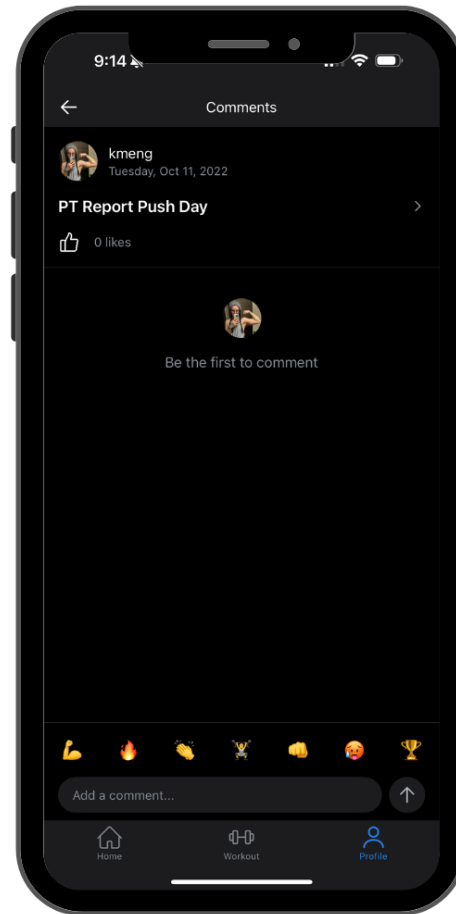 9:14
Comments
kmeng
Tuesday, Oct 11, 2022
PT Report Push Day
0 likes
Be the first to comment
Add a comment...
Home
Workout
Profile